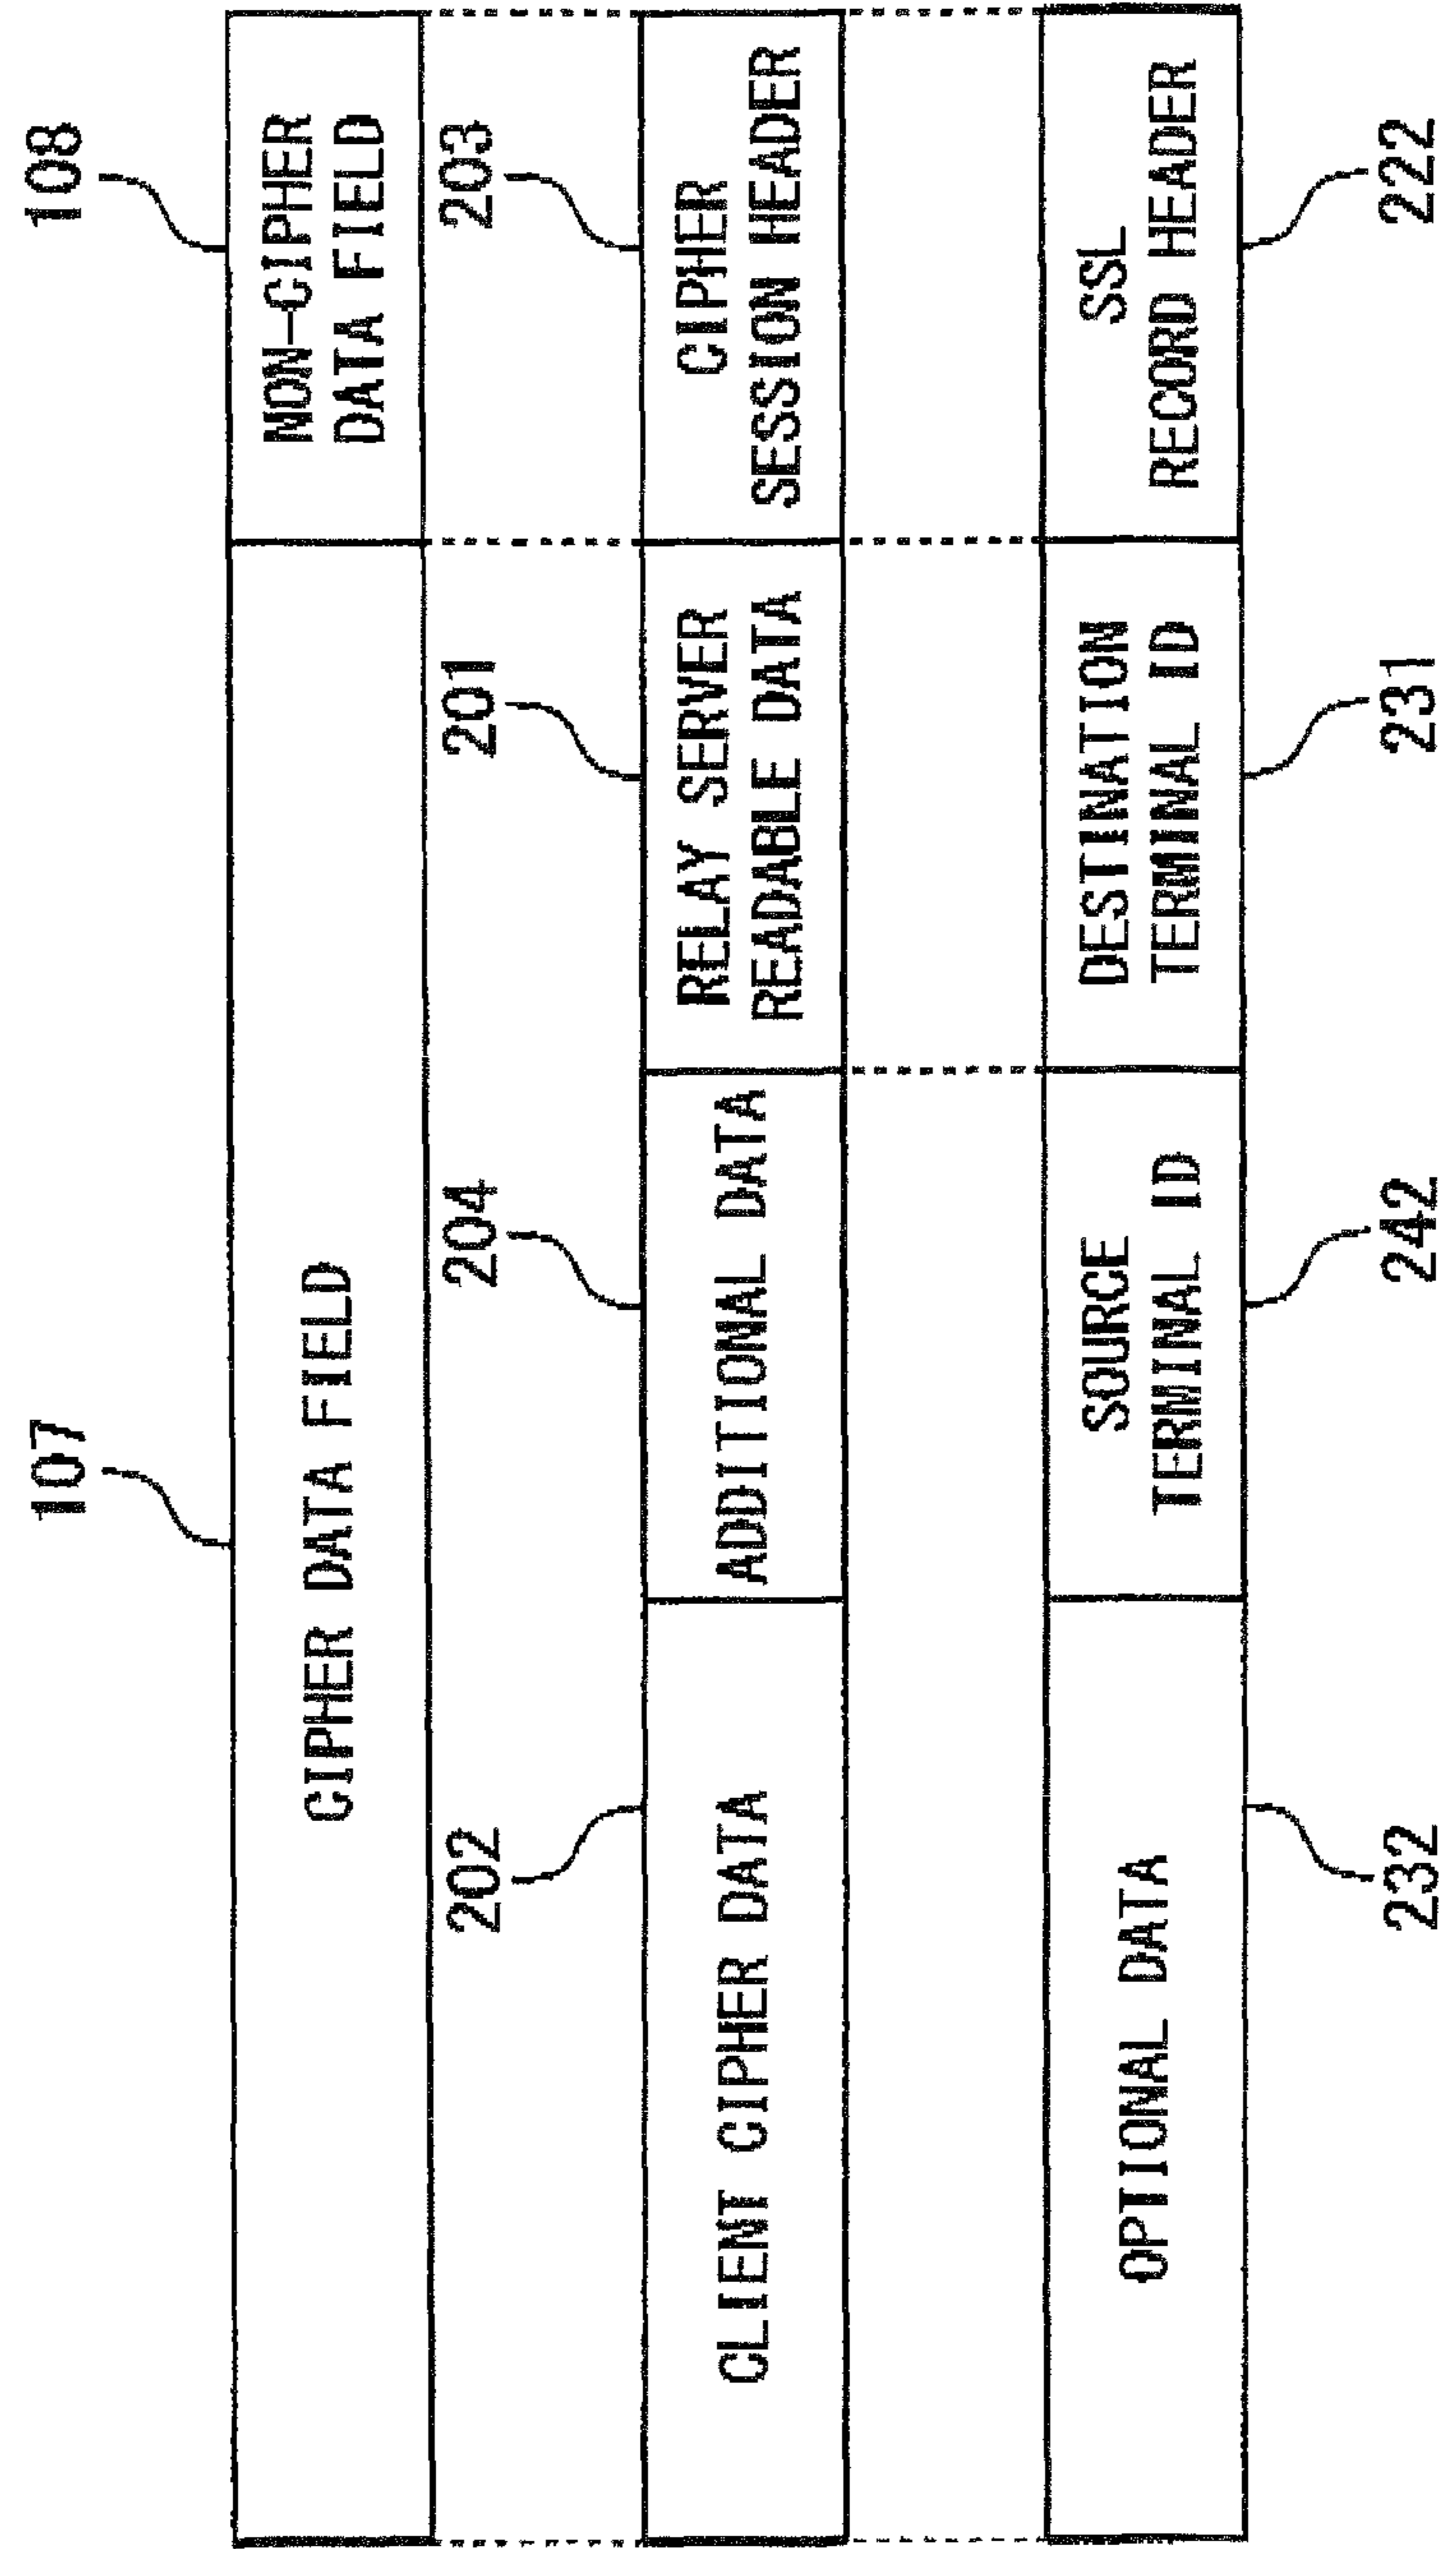 107
108
CIPHER DATA FIELD
NON-CIPHER
DATA FIELD
202
204
201
203
CLIENT CIPHER DATA
ADDITIONAL DATA
RELAY SERVER
READABLE DATA
CIPHER
SESSION HEADER
OPTIONAL DATA
SOURCE
TERMINAL ID
DESTINATION
TERMINAL ID
SSL
RECORD HEADER
232
242
231
222